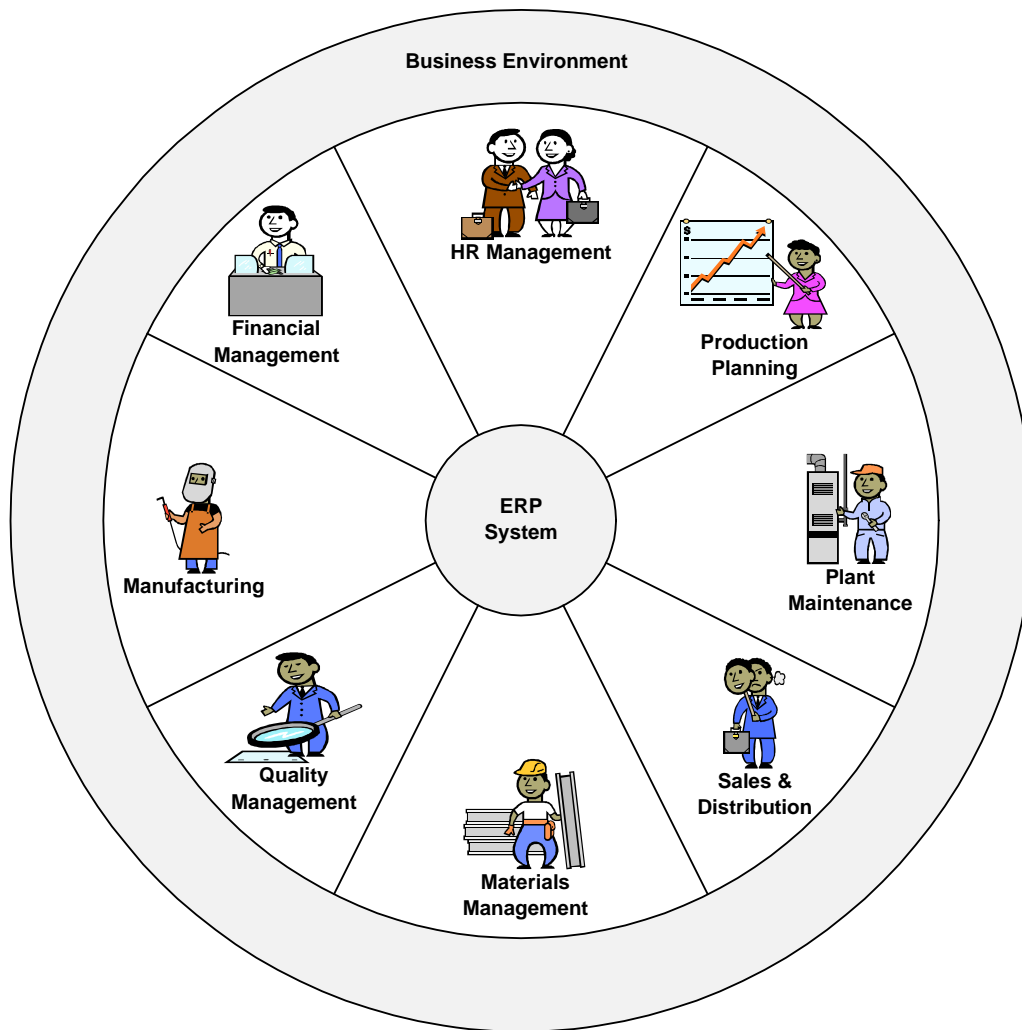 Business Environment
HR Management
$
Financial
Management
Production
Planning
ERP
System
Manufacturing
Plant
Maintenance
Quality
Management
Sales &
Distribution
Materials
Management